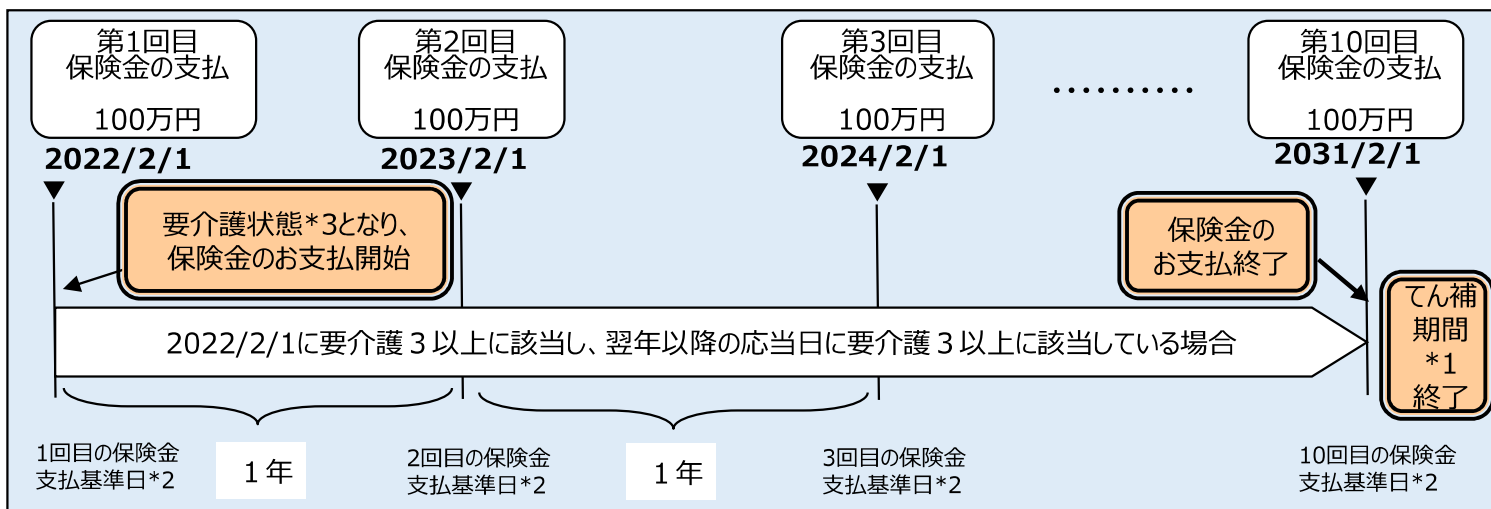 第1回目
保険金の支払
100万円
2022/2/1
第2回目
保険金の支払
100万円
2023/2/1
第3回目
保険金の支払
100万円
2024/2/1
‥‥‥‥‥
第10回目
保険金の支払
100万円
2031/2/1
要介護状態*3となり、
保険金のお支払開始
保険金の
お支払終了
てん補
期間
*1
終了
2022/2/1に要介護３以上に該当し、翌年以降の応当日に要介護３以上に該当している場合
1回目の保険金
支払基準日*2
１年
2回目の保険金
支払基準日*2
１年
3回目の保険金
支払基準日*2
10回目の保険金
支払基準日*2